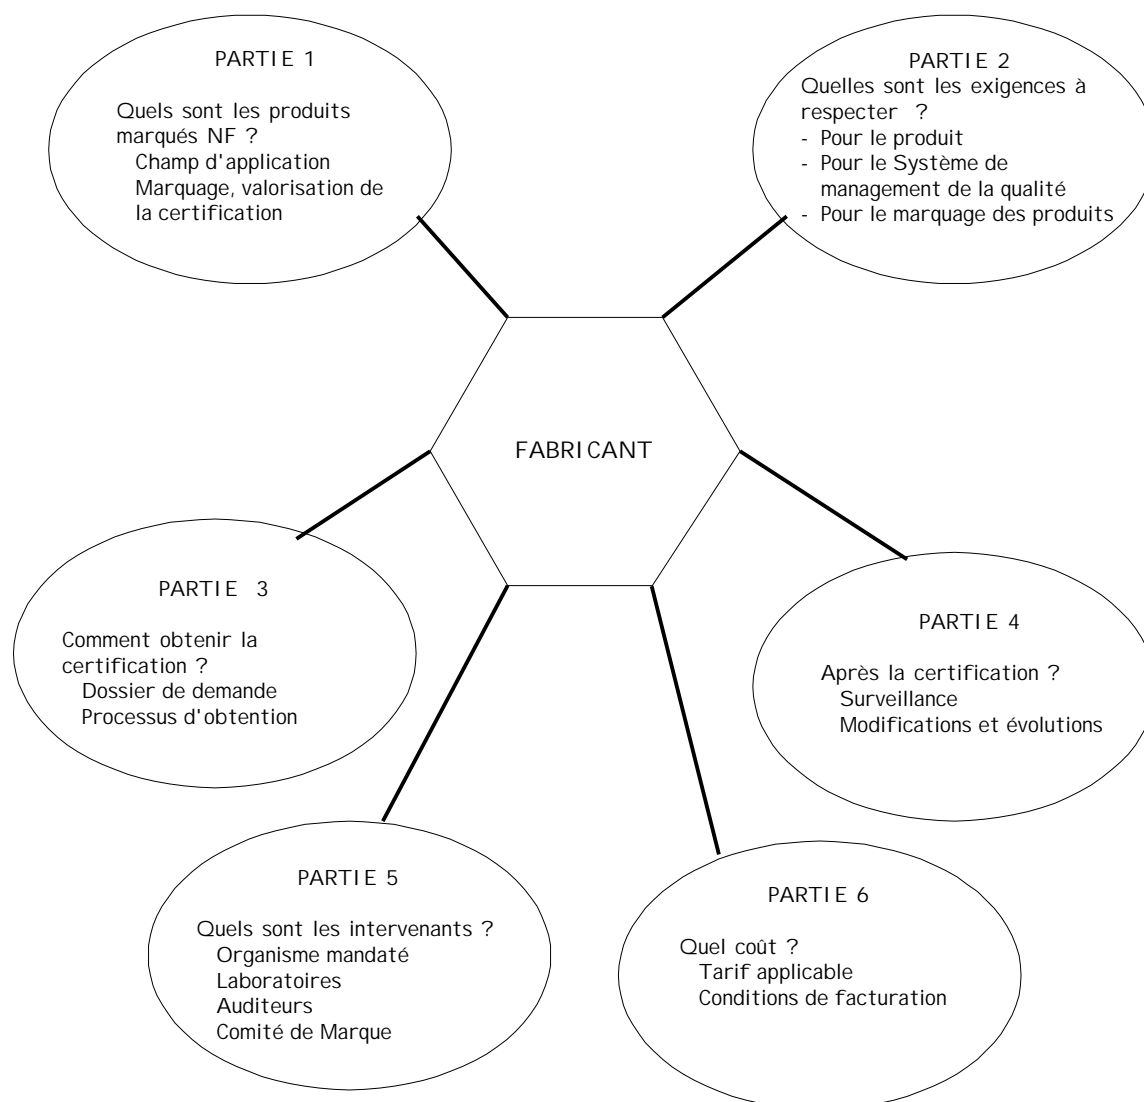 PARTIE 1
Quels sont les produits
marqués NF ?
Champ d'application
Marquage, valorisation de
la certification
PARTIE 2
Quelles sont les exigences à
respecter ?
- Pour le produit
- Pour le Système de
management de la qualité
- Pour le marquage des produits
FABRICANT
PARTIE 3
Comment obtenir la
certification ?
Dossier de demande
Processus d'obtention
PARTIE 4
Après la certification ?
Surveillance
Modifications et évolutions
PARTIE 5
Quels sont les intervenants ?
Organisme mandaté
Laboratoires
Auditeurs
Comité de Marque
PARTIE 6
Quel coût ?
Tarif applicable
Conditions de facturation